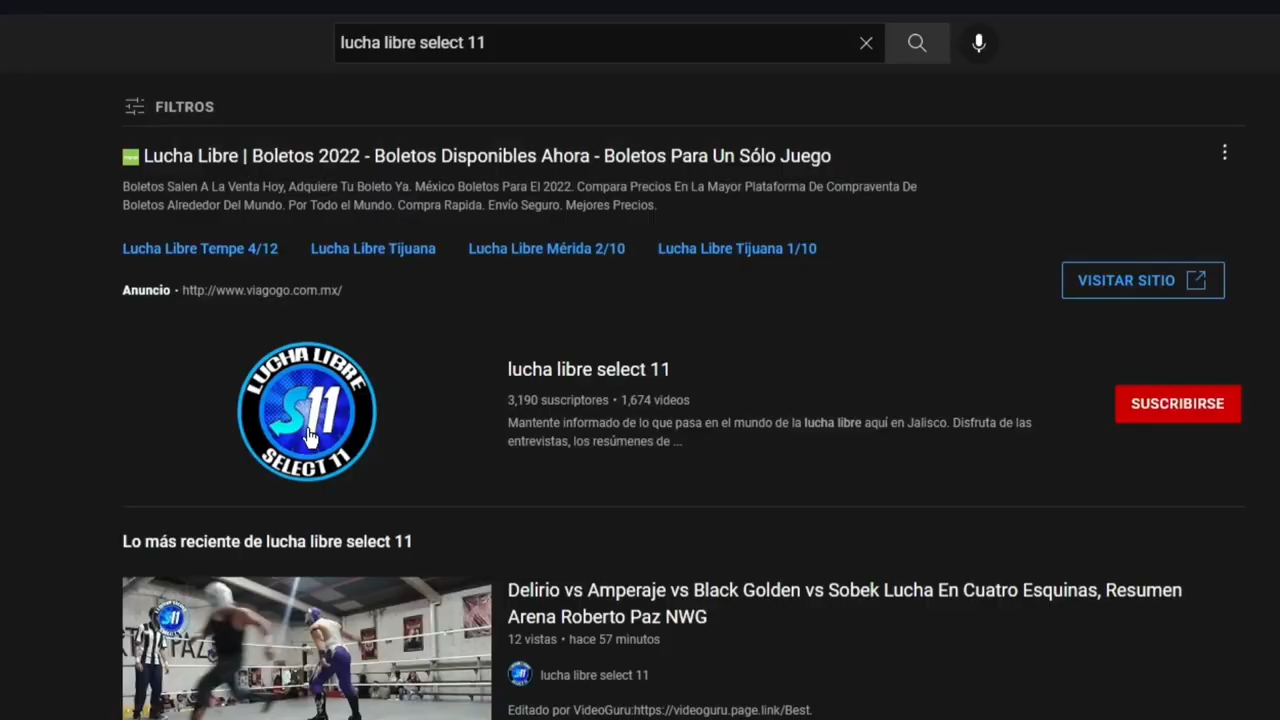 lucha libre select 11
FILTROS
Lucha Libre | Boletos 2022 - Boletos Disponibles Ahora - Boletos Para Un Sólo Juego
Boletos Salen A La Venta Hoy, Adquiere Tu Boleto Ya. México Boletos Para El 2022. Compara Precios En La Mayor Plataforma De Compraventa De
Boletos Alrededor Del Mundo. Por Todo el Mundo. Compra Rapida. Envío Seguro. Mejores Precios.
Lucha Libre Tempe 4/12 Lucha Libre Tijuana Lucha Libre Mérida 2/10 Lucha Libre Tijuana 1/10
VISITAR SITIO
Anuncio · http://www.viagogo.com.mx/
LUCHA LIBRE
S11
SELECT 11
lucha libre select 11
3,190 suscriptores • 1,674 videos
Mantente informado de lo que pasa en el mundo de la lucha libre aquí en Jalisco. Disfruta de las
entrevistas, los resúmenes de ...
SUSCRIBIRSE
Lo más reciente de lucha libre select 11
S11
PAZ
Delirio vs Amperaje vs Black Golden vs Sobek Lucha En Cuatro Esquinas, Resumen
Arena Roberto Paz NWG
12 vistas • hace 57 minutos
lucha libre select 11
Editado por VideoGuru:https://videoguru.page.link/Best.